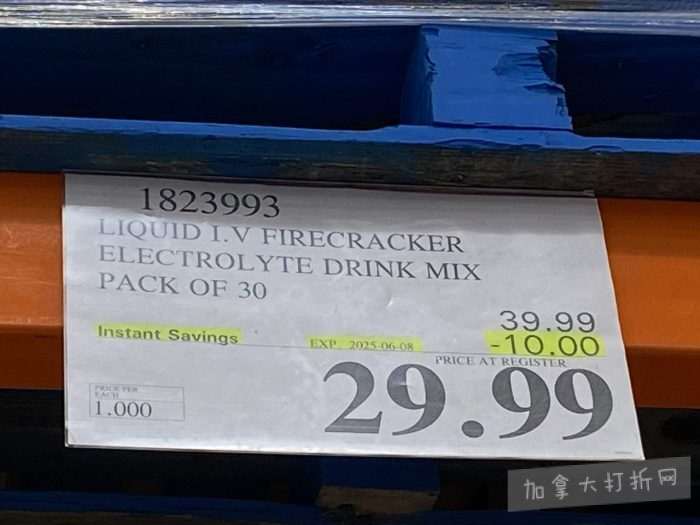 1823993
LIQUID I.V FIRECRACKER
ELECTROLYTE DRINK MIX
PACK OF 30
39.99
Instant Savings EXP. 2025-06-08 -10.00
PRICE AT REGISTER
29.99
PRICE PER
EACH
1.000
加拿大打折网